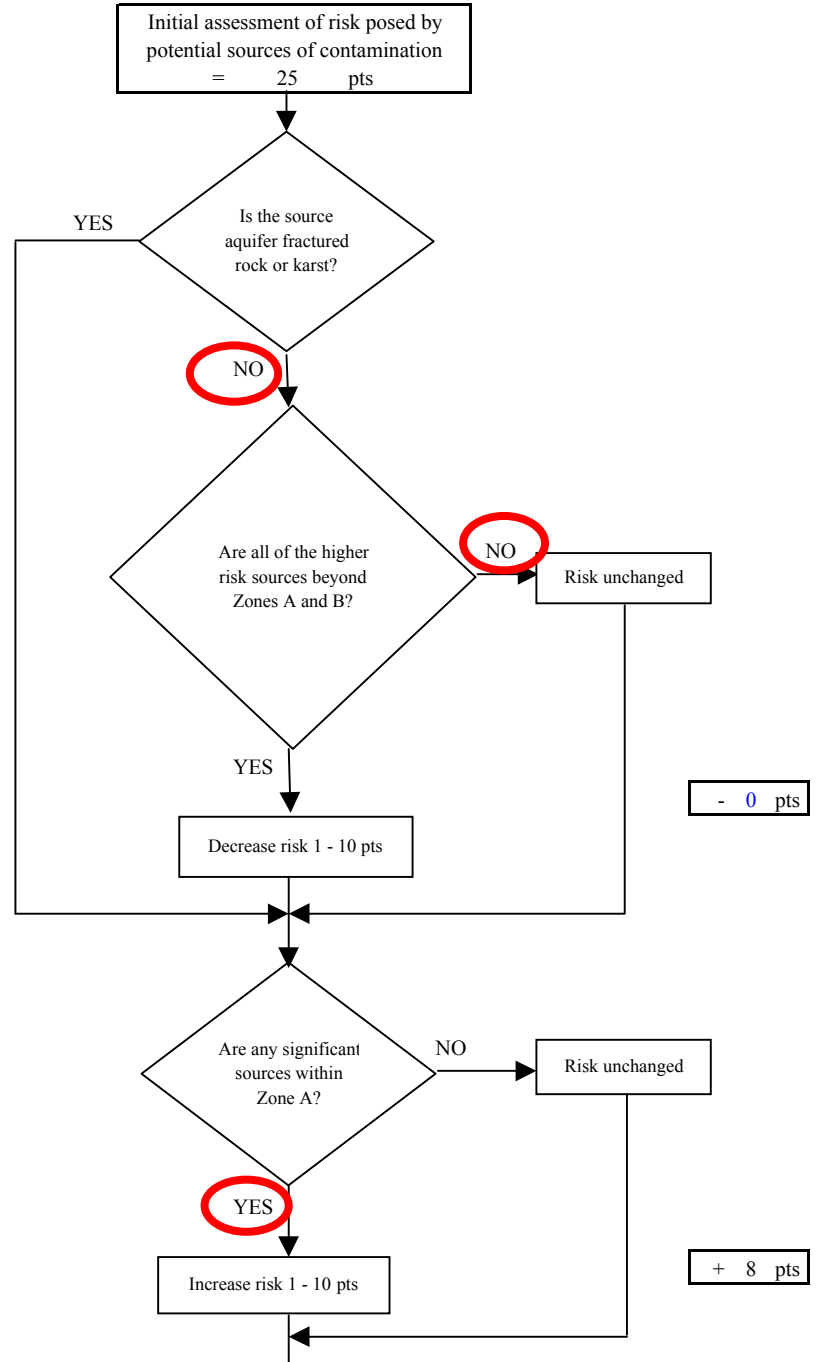 Initial assessment of risk posed by
potential sources of contamination
= 25 pts
YES
Is the source
aquifer fractured
rock or karst?
NO
Are all of the higher
risk sources beyond
Zones A and B?
NO
Risk unchanged
YES
- 0 pts
Decrease risk 1 - 10 pts
Are any significant
sources within
Zone A?
NO
Risk unchanged
YES
Increase risk 1 - 10 pts
+ 8 pts